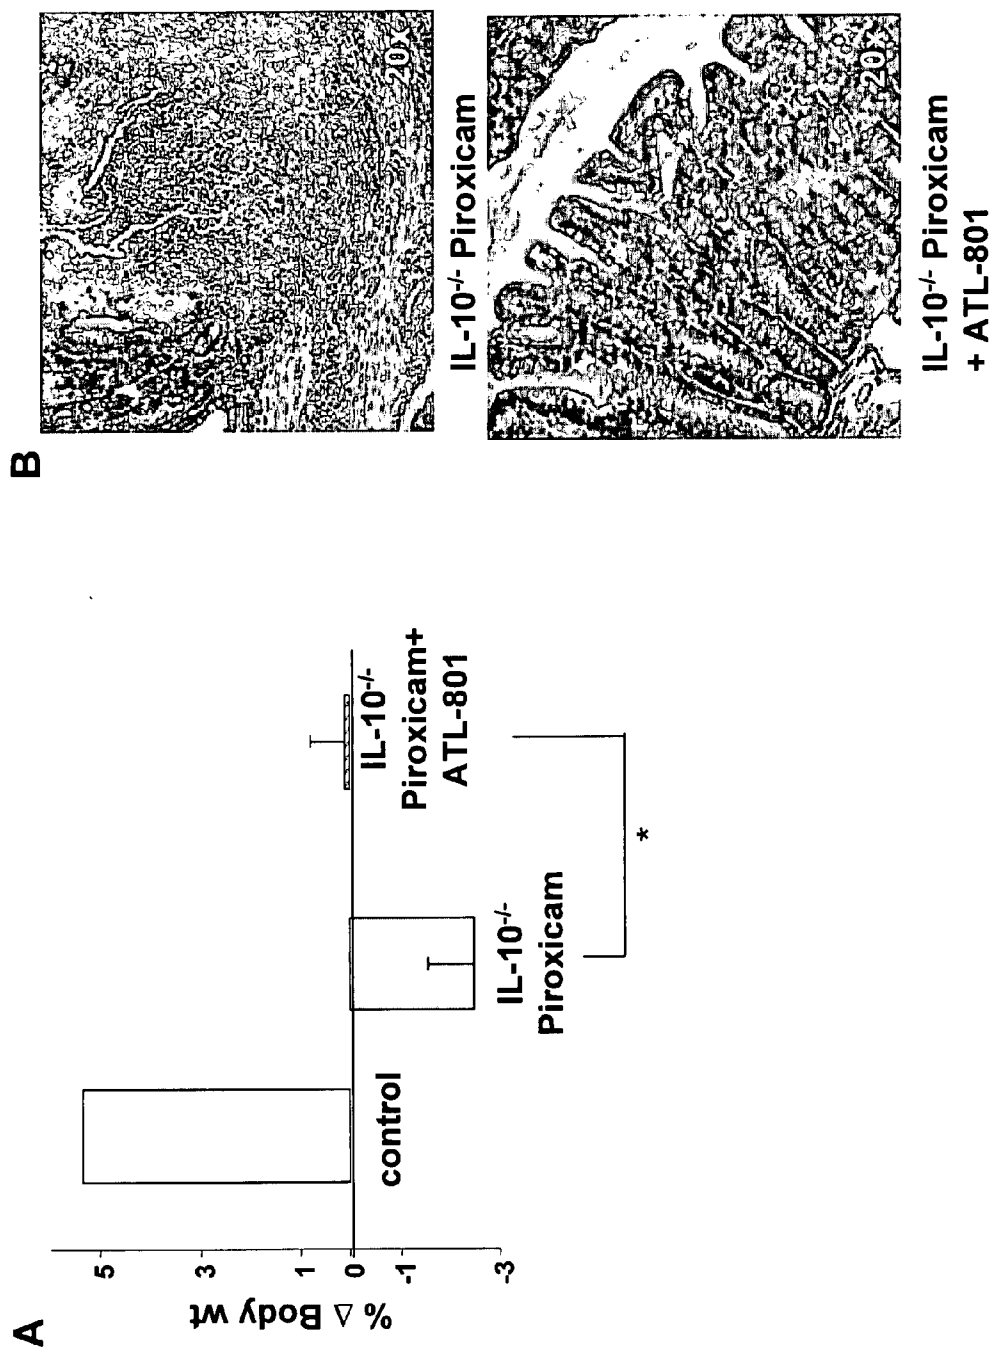 A
% Δ Body wt
5
3
1
0
-1
-3
control
IL-10-/-
Piroxicam
IL-10-/-
Piroxicam+
ATL-801
*
B
20X
IL-10-/- Piroxicam
20X
IL-10-/- Piroxicam
+ ATL-801